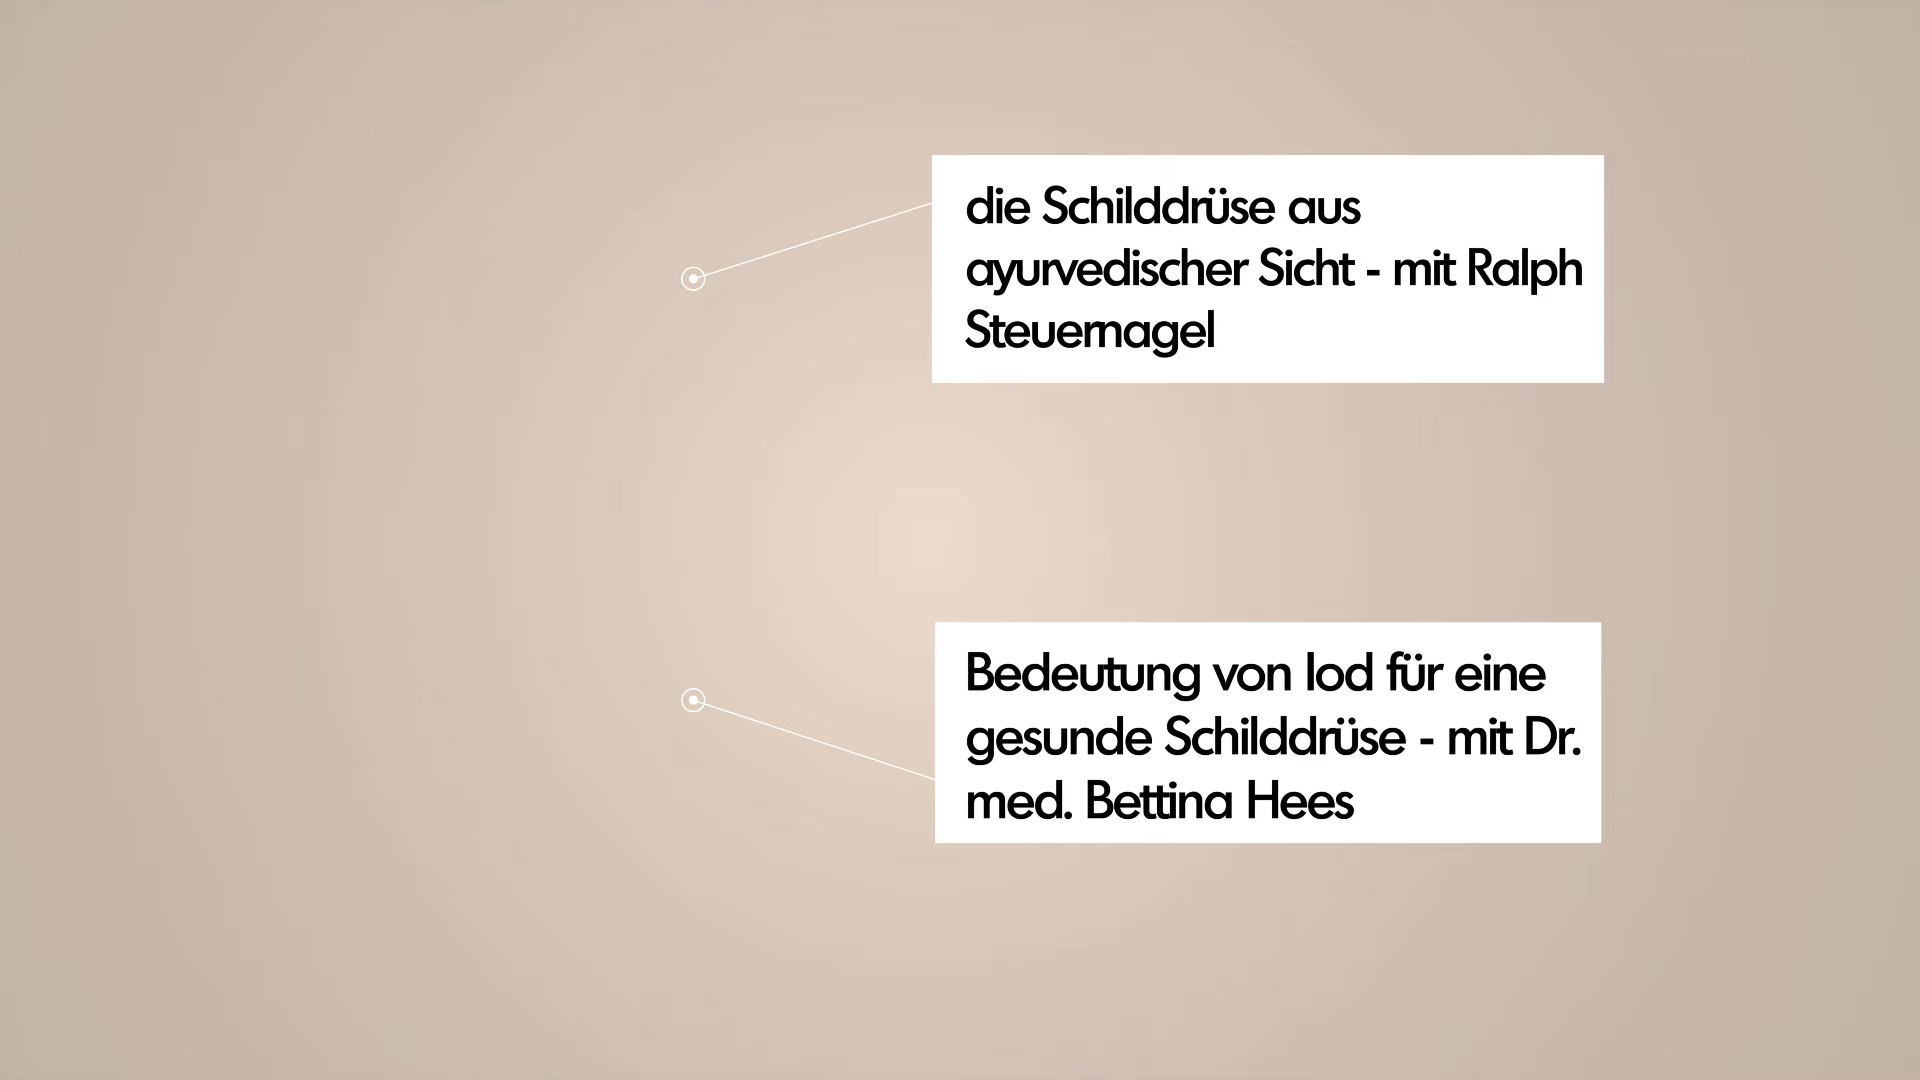 die Schilddrüse aus
ayurvedischer Sicht - mit Ralph
Steuernagel
Bedeutung von Iod für eine
gesunde Schilddrüse - mit Dr.
med. Bettina Hees